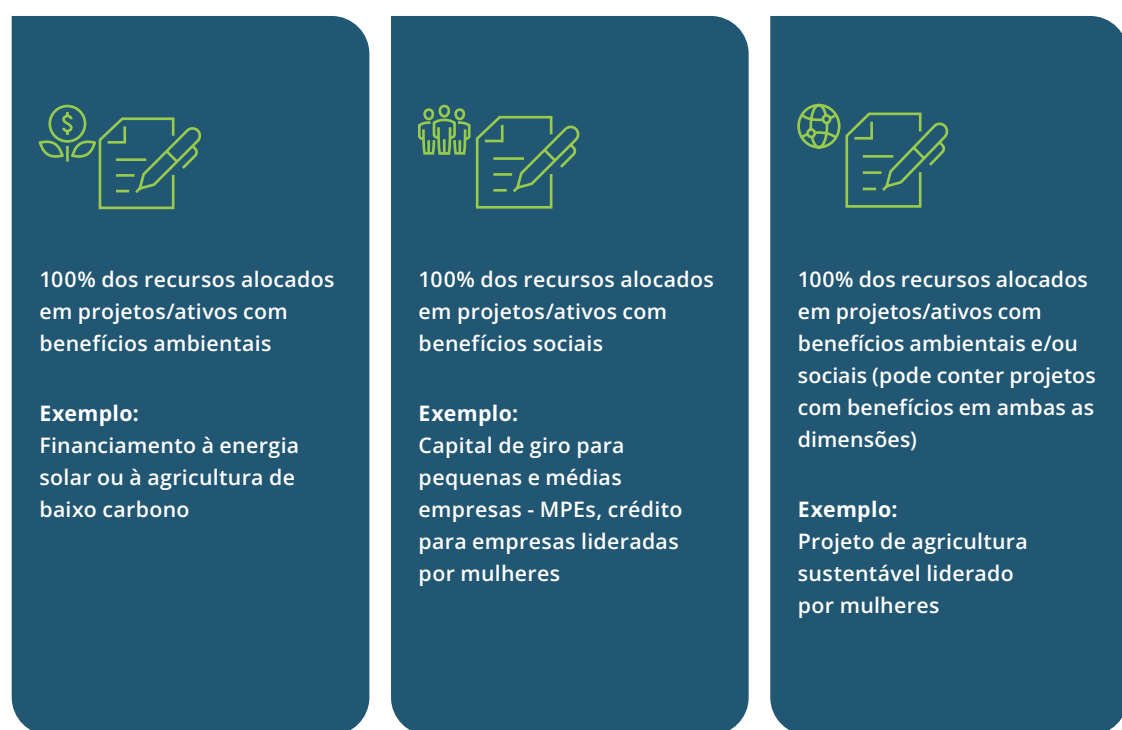 100% dos recursos alocados
em projetos/ativos com
benefícios ambientais
Exemplo:
Financiamento à energia
solar ou à agricultura de
baixo carbono
100% dos recursos alocados
em projetos/ativos com
benefícios sociais
Exemplo:
Capital de giro para
pequenas e médias
empresas - MPEs, crédito
para empresas lideradas
por mulheres
100% dos recursos alocados
em projetos/ativos com
benefícios ambientais e/ou
sociais (pode conter projetos
com benefícios em ambas as
dimensões)
Exemplo:
Projeto de agricultura
sustentável liderado
por mulheres